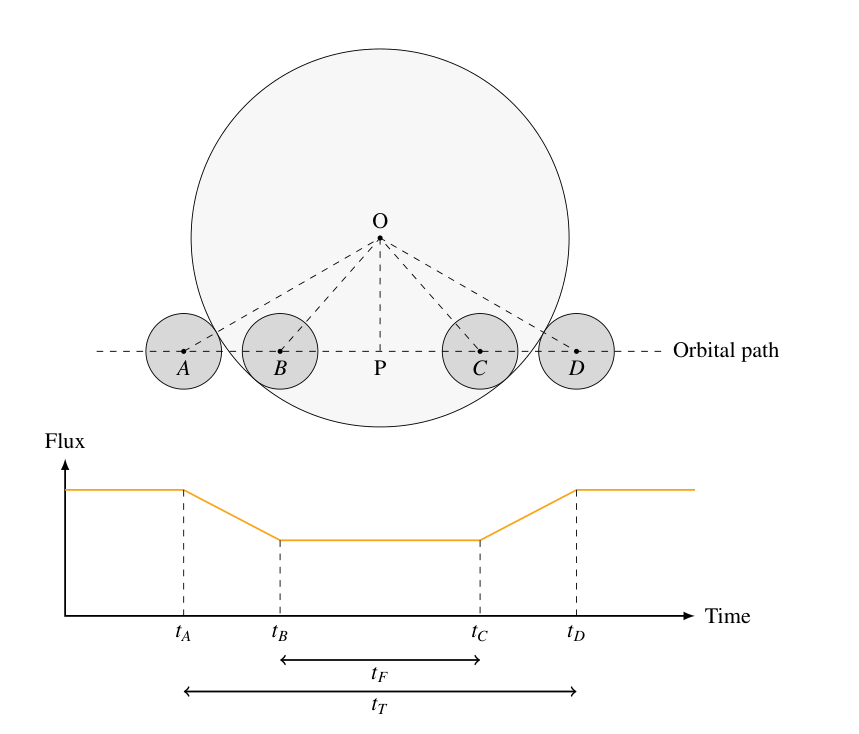 O
Orbital path
A B P C D
Flux
Time
t_A t_B t_C t_D
t_F
t_T